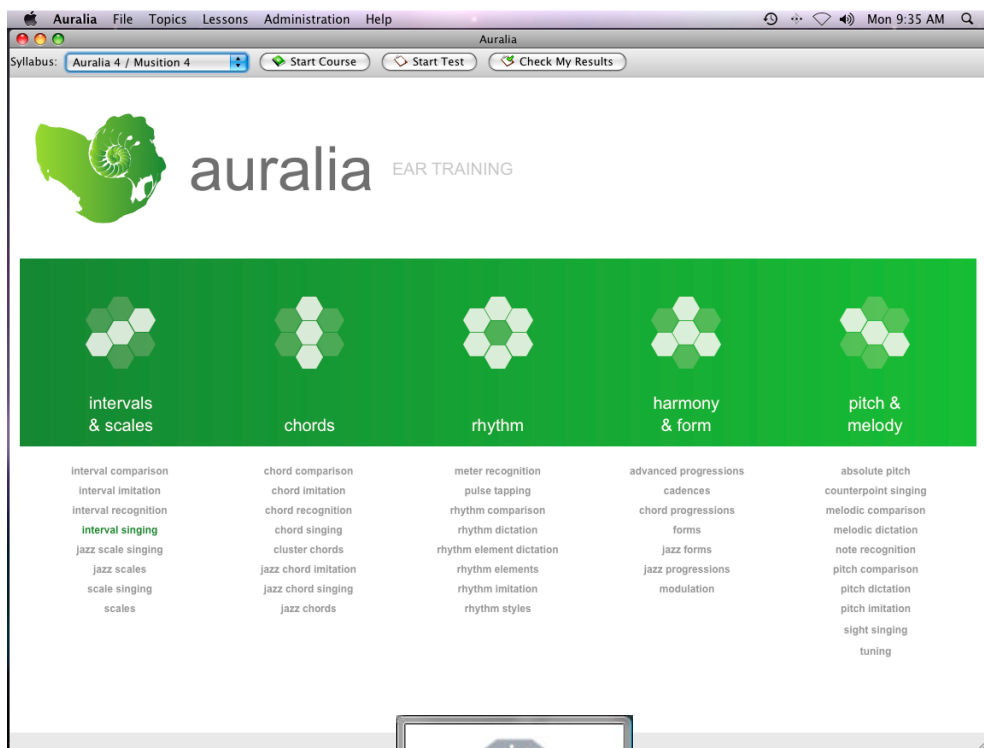 Auralia File Topics Lessons Administration Help Mon 9:35 AM
Auralia
Syllabus: Auralia 4 / Musition 4 Start Course Start Test Check My Results
auralia EAR TRAINING
intervals
& scales
chords
rhythm
harmony
& form
pitch &
melody
interval comparison
interval imitation
interval recognition
interval singing
jazz scale singing
jazz scales
scale singing
scales
chord comparison
chord imitation
chord recognition
chord singing
cluster chords
jazz chord imitation
jazz chord singing
jazz chords
meter recognition
pulse tapping
rhythm comparison
rhythm dictation
rhythm element dictation
rhythm elements
rhythm imitation
rhythm styles
advanced progressions
cadences
chord progressions
forms
jazz forms
jazz progressions
modulation
absolute pitch
counterpoint singing
melodic comparison
melodic dictation
note recognition
pitch comparison
pitch dictation
pitch imitation
sight singing
tuning